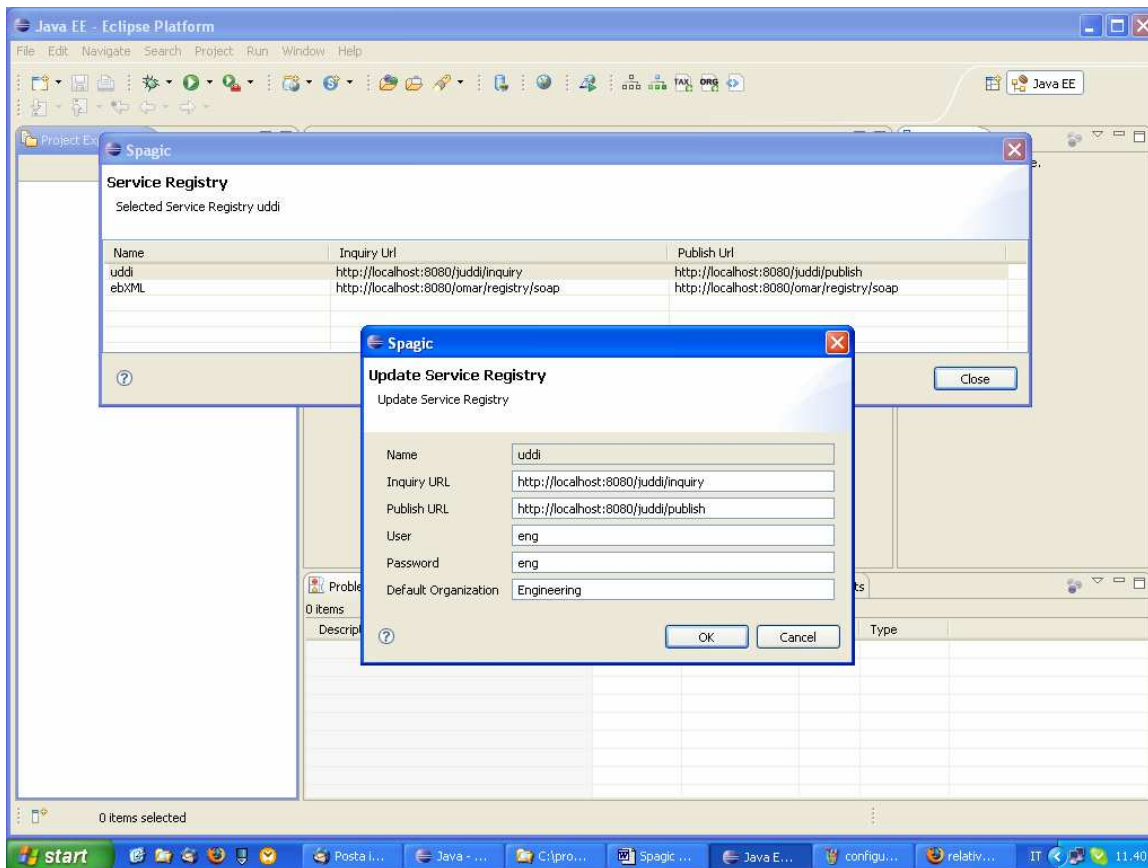 Java EE - Eclipse Platform
File Edit Navigate Search Project Run Window Help
TAX ORG
Java EE
Project Ex
Spagic
Service Registry
Selected Service Registry uddi
Name Inquiry Url Publish Url
uddi http://localhost:8080/juddi/inquiry http://localhost:8080/juddi/publish
ebXML http://localhost:8080/omar/registry/soap http://localhost:8080/omar/registry/soap
Close
Spagic
Update Service Registry
Update Service Registry
Name uddi
Inquiry URL http://localhost:8080/juddi/inquiry
Publish URL http://localhost:8080/juddi/publish
User eng
Password eng
Default Organization Engineering
OK Cancel
Proble ts
0 items
Descript Type
0 items selected
start Posta i... Java - ... C:\pro... Spagic ... Java E... configu... relativ... IT